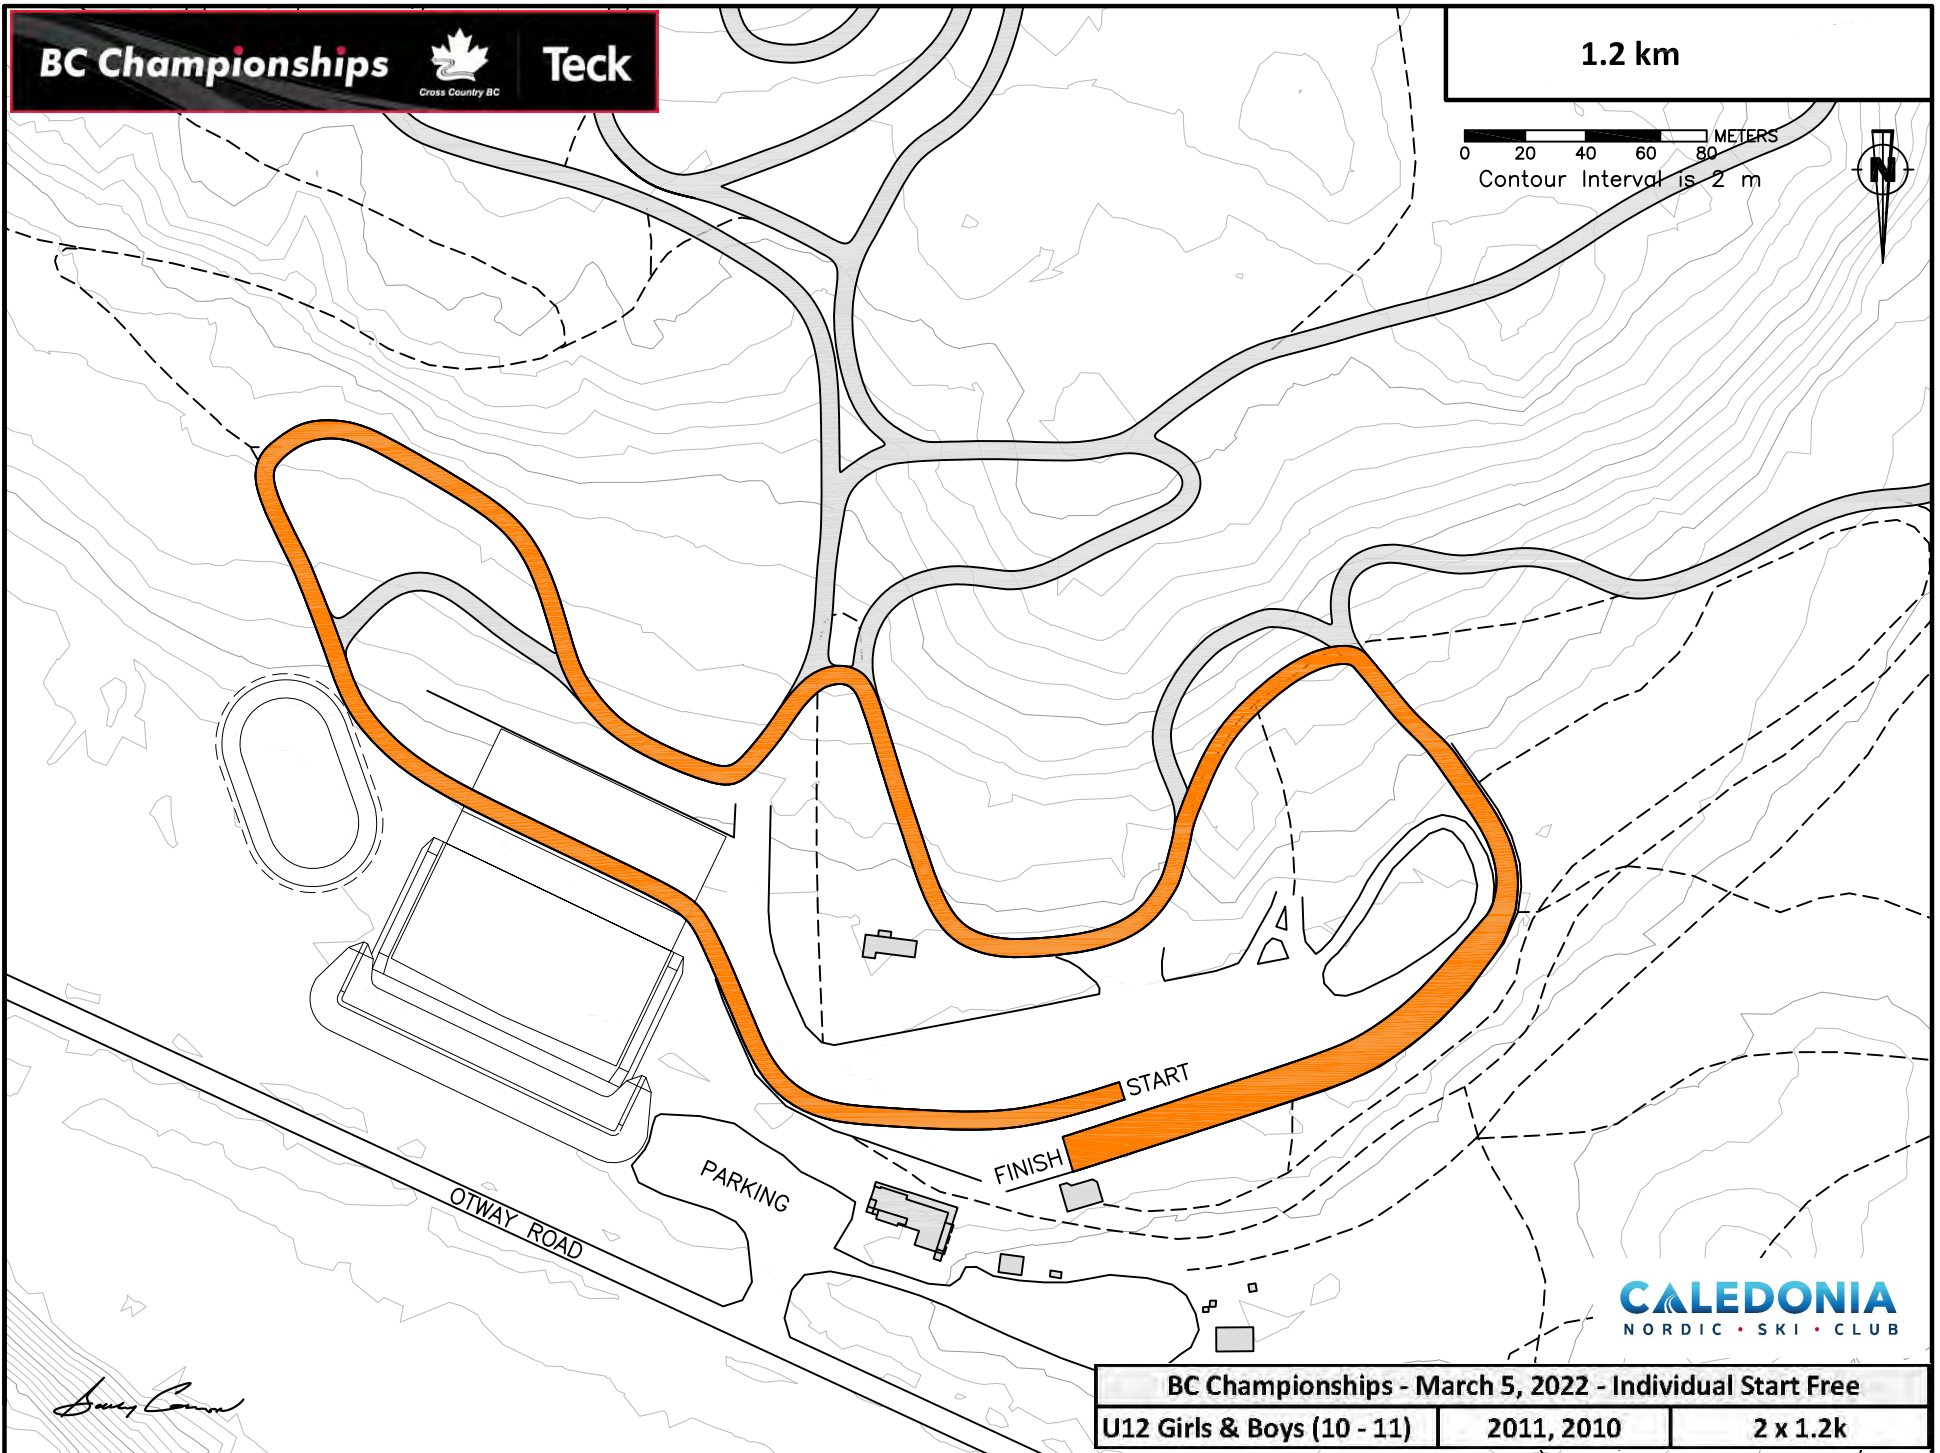 BC Championships
Cross Country BC
Teck
1.2 km
METERS
0 20 40 60 80
Contour Interval is 2 m
N
START
FINISH
PARKING
OTWAY ROAD
CALEDONIA
NORDIC • SKI • CLUB
BC Championships - March 5, 2022 - Individual Start Free
U12 Girls & Boys (10 - 11) 2011, 2010 2 x 1.2k